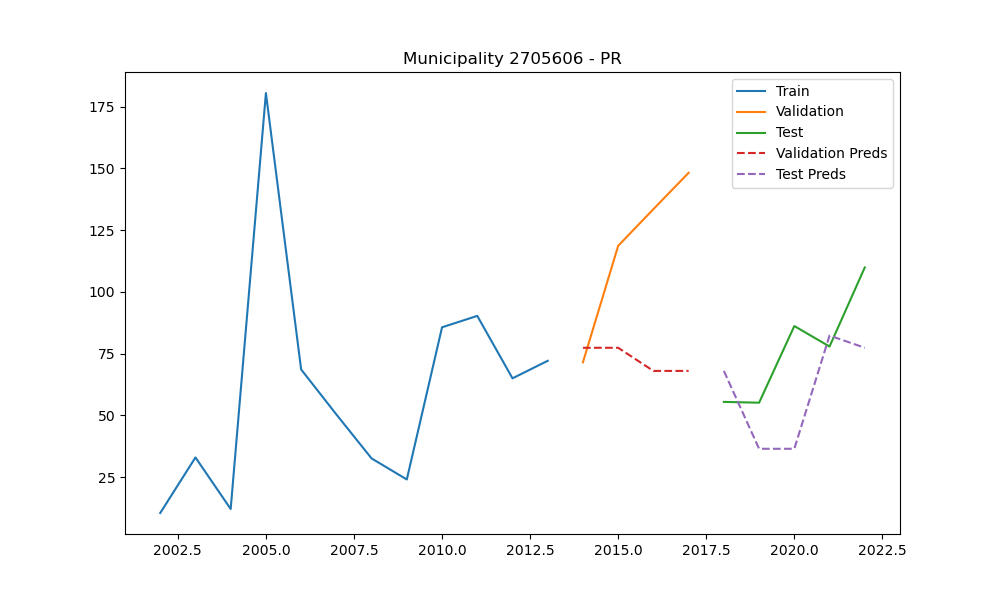 Municipality 2705606 - PR
Train
Validation
Test
Validation Preds
Test Preds
175
150
125
100
75
50
25
2002.5 2005.0 2007.5 2010.0 2012.5 2015.0 2017.5 2020.0 2022.5